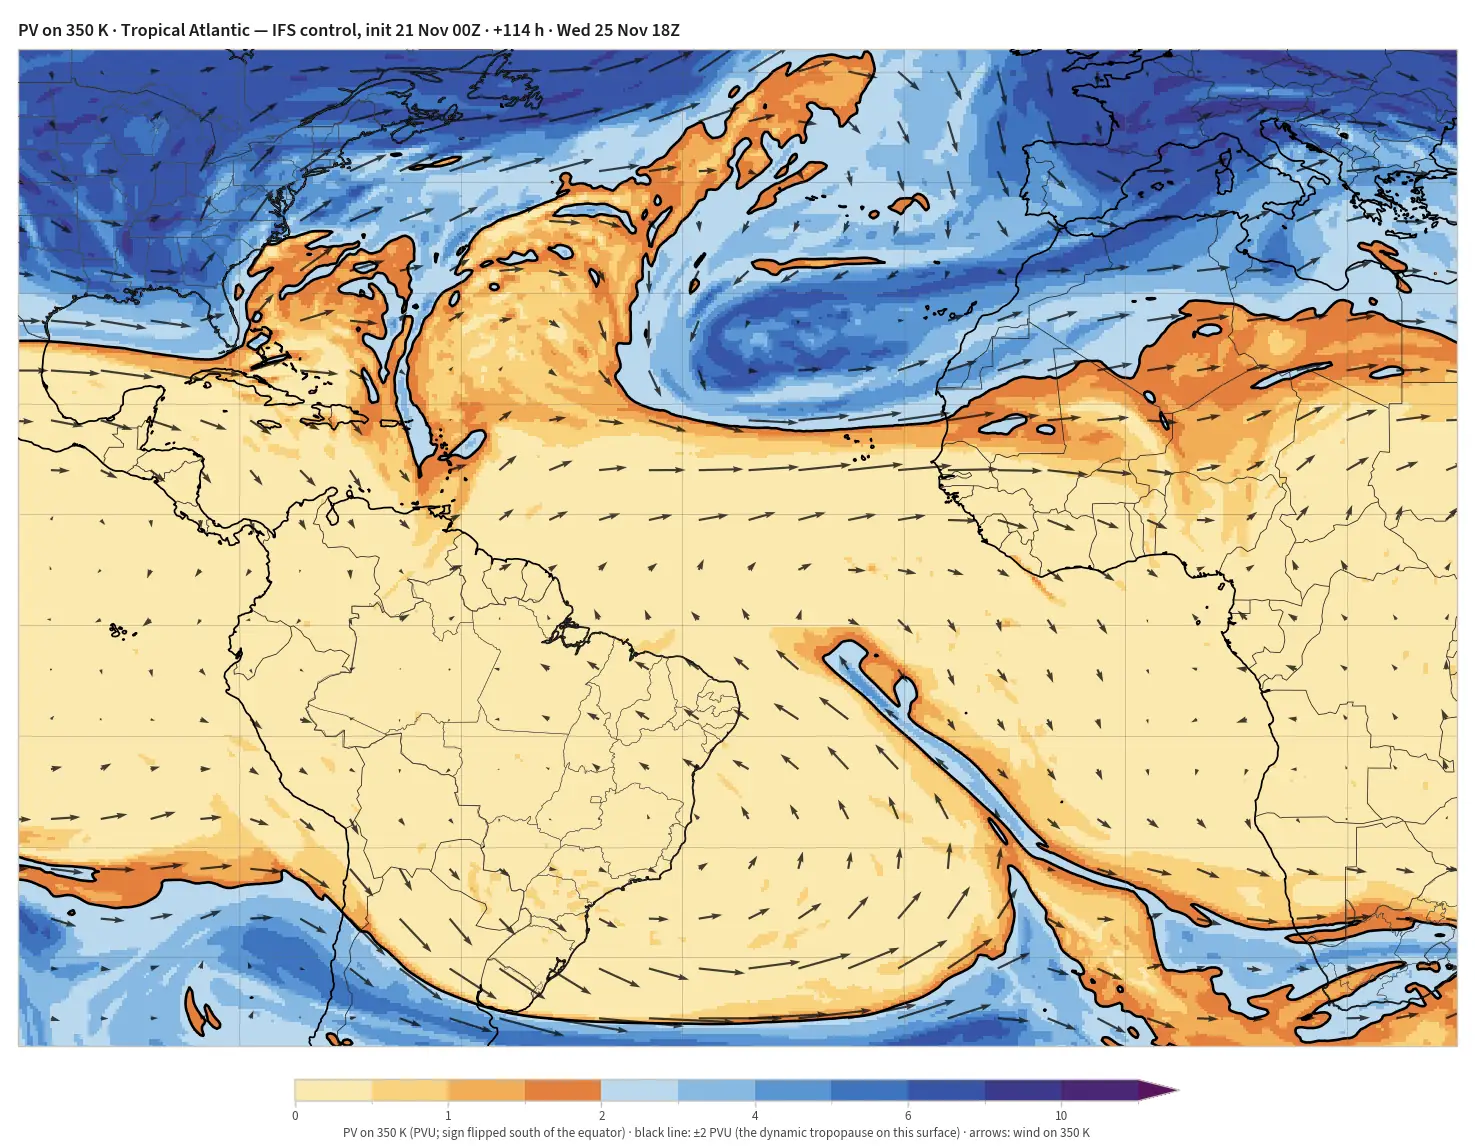 PV on 350 K · Tropical Atlantic — IFS control, init 21 Nov 00Z · +114 h · Wed 25 Nov 18Z
0 1 2 4 6 10
PV on 350 K (PVU; sign flipped south of the equator) · black line: ±2 PVU (the dynamic tropopause on this surface) · arrows: wind on 350 K